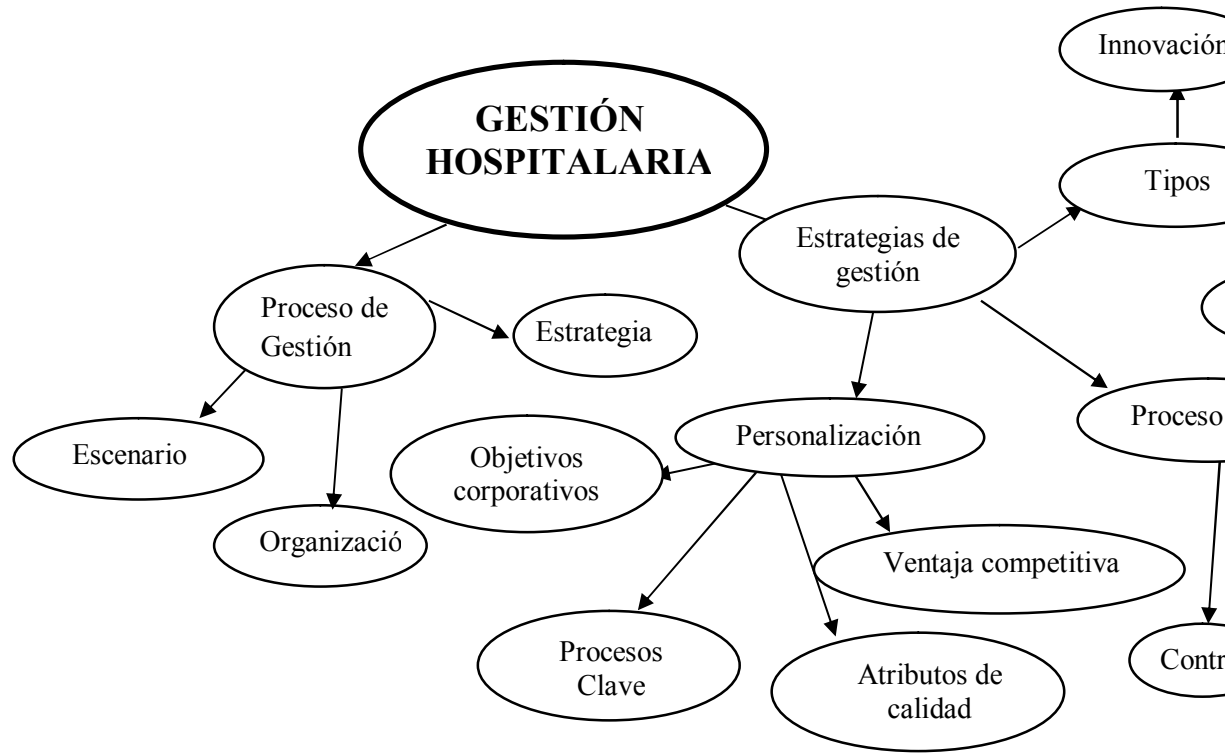 Innovación
GESTIÓN
HOSPITALARIA
Tipos
Estrategias de
gestión
Proceso de
Gestión
Estrategia
Proceso
Personalización
Escenario
Objetivos
corporativos
Organizació
Ventaja competitiva
Procesos
Clave
Contr
Atributos de
calidad